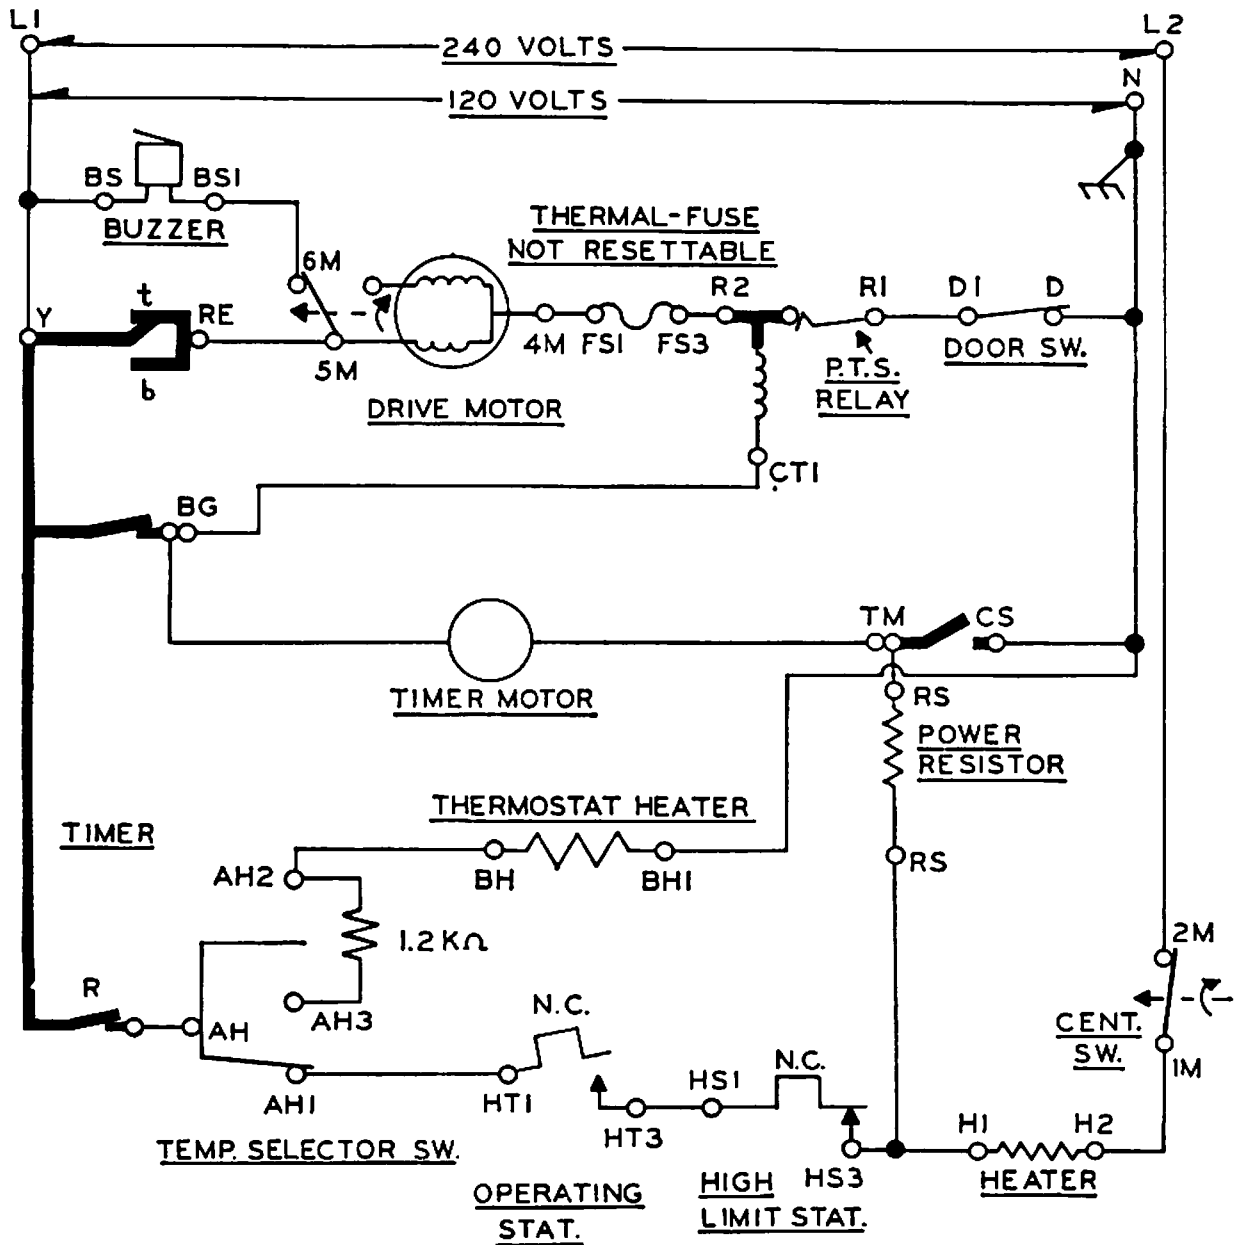 L1
L2
240 VOLTS
N
120 VOLTS
BS
BS1
BUZZER
THERMAL-FUSE
NOT RESETTABLE
6M
Y
t
RE
b
5M
4M
FS1
FS3
R2
R1
D1
D
DOOR SW.
P.T.S.
RELAY
DRIVE MOTOR
CT1
BG
TM
CS
TIMER MOTOR
RS
POWER
RESISTOR
THERMOSTAT HEATER
TIMER
AH2
BH
BH1
RS
1.2KΩ
2M
R
AH
AH3
N.C.
CENT.
SW.
N.C.
1M
AH1
HT1
HS1
HT3
H1
H2
TEMP. SELECTOR SW.
HS3
HEATER
OPERATING
STAT.
HIGH
LIMIT STAT.